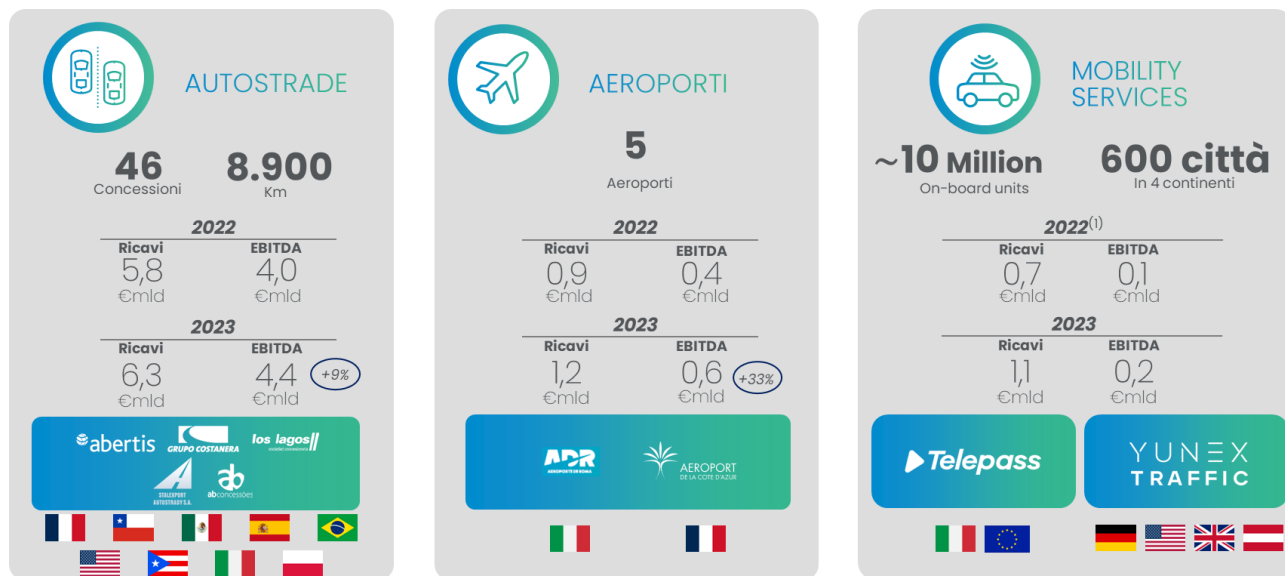 AUTOSTRADE
46
Concessioni
8.900
Km
2022
Ricavi EBITDA
5,8 4,0
€mld €mld
2023
Ricavi EBITDA
6,3 4,4 +9%
€mld €mld
abertis
GRUPO COSTANERA
los lagos
sociedad concesionaria
STALEXPORT
AUTOSTRADY S.A.
ab
abconcessões
AEROPORTI
5
Aeroporti
2022
Ricavi EBITDA
0,9 0,4
€mld €mld
2023
Ricavi EBITDA
1,2 0,6 +33%
€mld €mld
ADR
AEROPORTI DI ROMA
AEROPORT
DE LA COTE D'AZUR
MOBILITY
SERVICES
~10 Million
On-board units
600 città
In 4 continenti
2022(1)
Ricavi EBITDA
0,7 0,1
€mld €mld
2023
Ricavi EBITDA
1,1 0,2
€mld €mld
Telepass
YUNEX
TRAFFIC